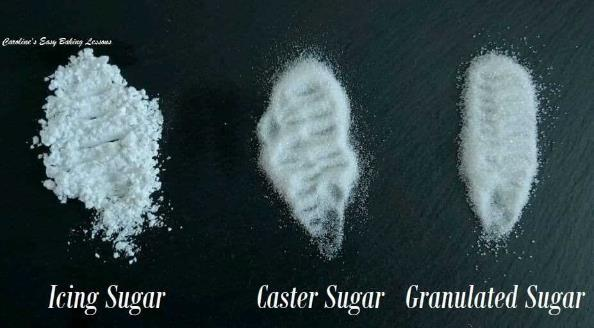 Caroline's Easy Baking Lessons
Icing Sugar
Caster Sugar
Granulated Sugar